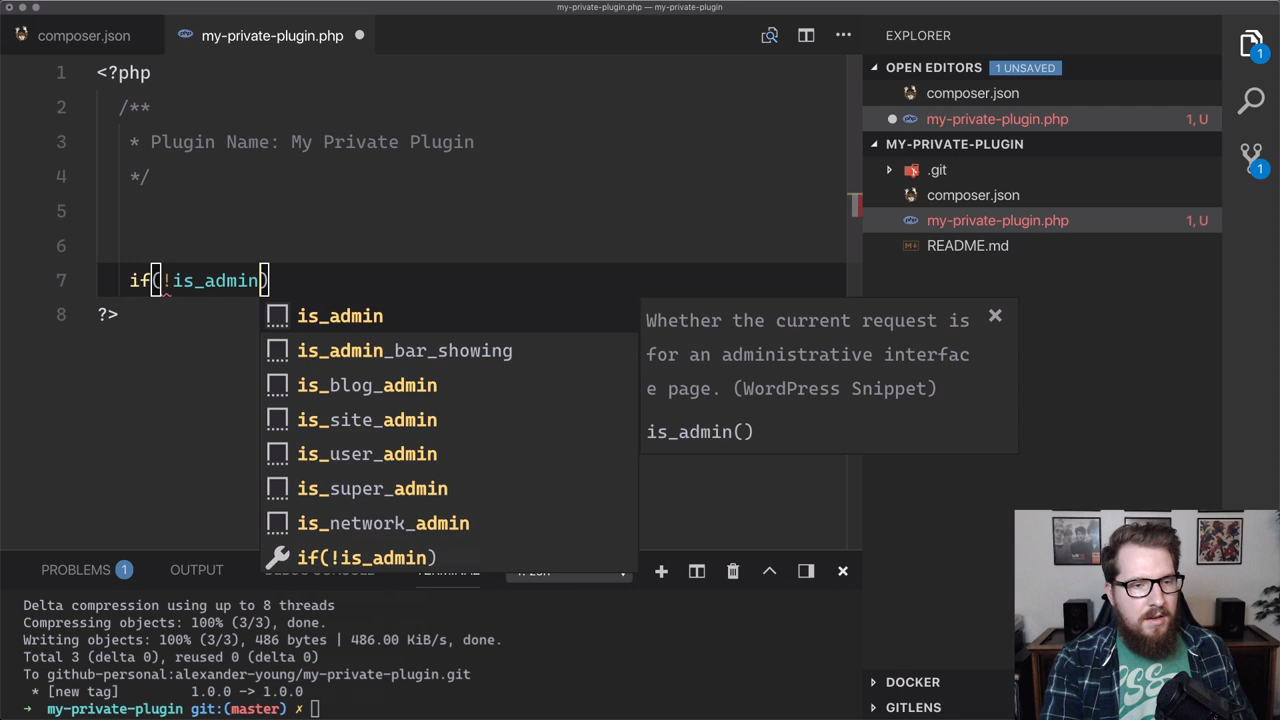 my-private-plugin.php — my-private-plugin
composer.json
my-private-plugin.php
1 <?php
2 /**
3 * Plugin Name: My Private Plugin
4 */
5
6
7 if(!is_admin)
8 ?>
is_admin
is_admin_bar_showing
is_blog_admin
is_site_admin
is_user_admin
is_super_admin
is_network_admin
if(!is_admin)
Whether the current request is
for an administrative interfac
e page. (WordPress Snippet)
is_admin()
EXPLORER
OPEN EDITORS 1 UNSAVED
composer.json
my-private-plugin.php 1, U
MY-PRIVATE-PLUGIN
.git
composer.json
my-private-plugin.php 1, U
README.md
1
1
DOCKER
GITLENS
PROBLEMS 1 OUTPUT
Delta compression using up to 8 threads
Compressing objects: 100% (3/3), done.
Writing objects: 100% (3/3), 486 bytes | 486.00 KiB/s, done.
Total 3 (delta 0), reused 0 (delta 0)
To github-personal:alexander-young/my-private-plugin.git
* [new tag] 1.0.0 -> 1.0.0
→ my-private-plugin git:(master) ✗